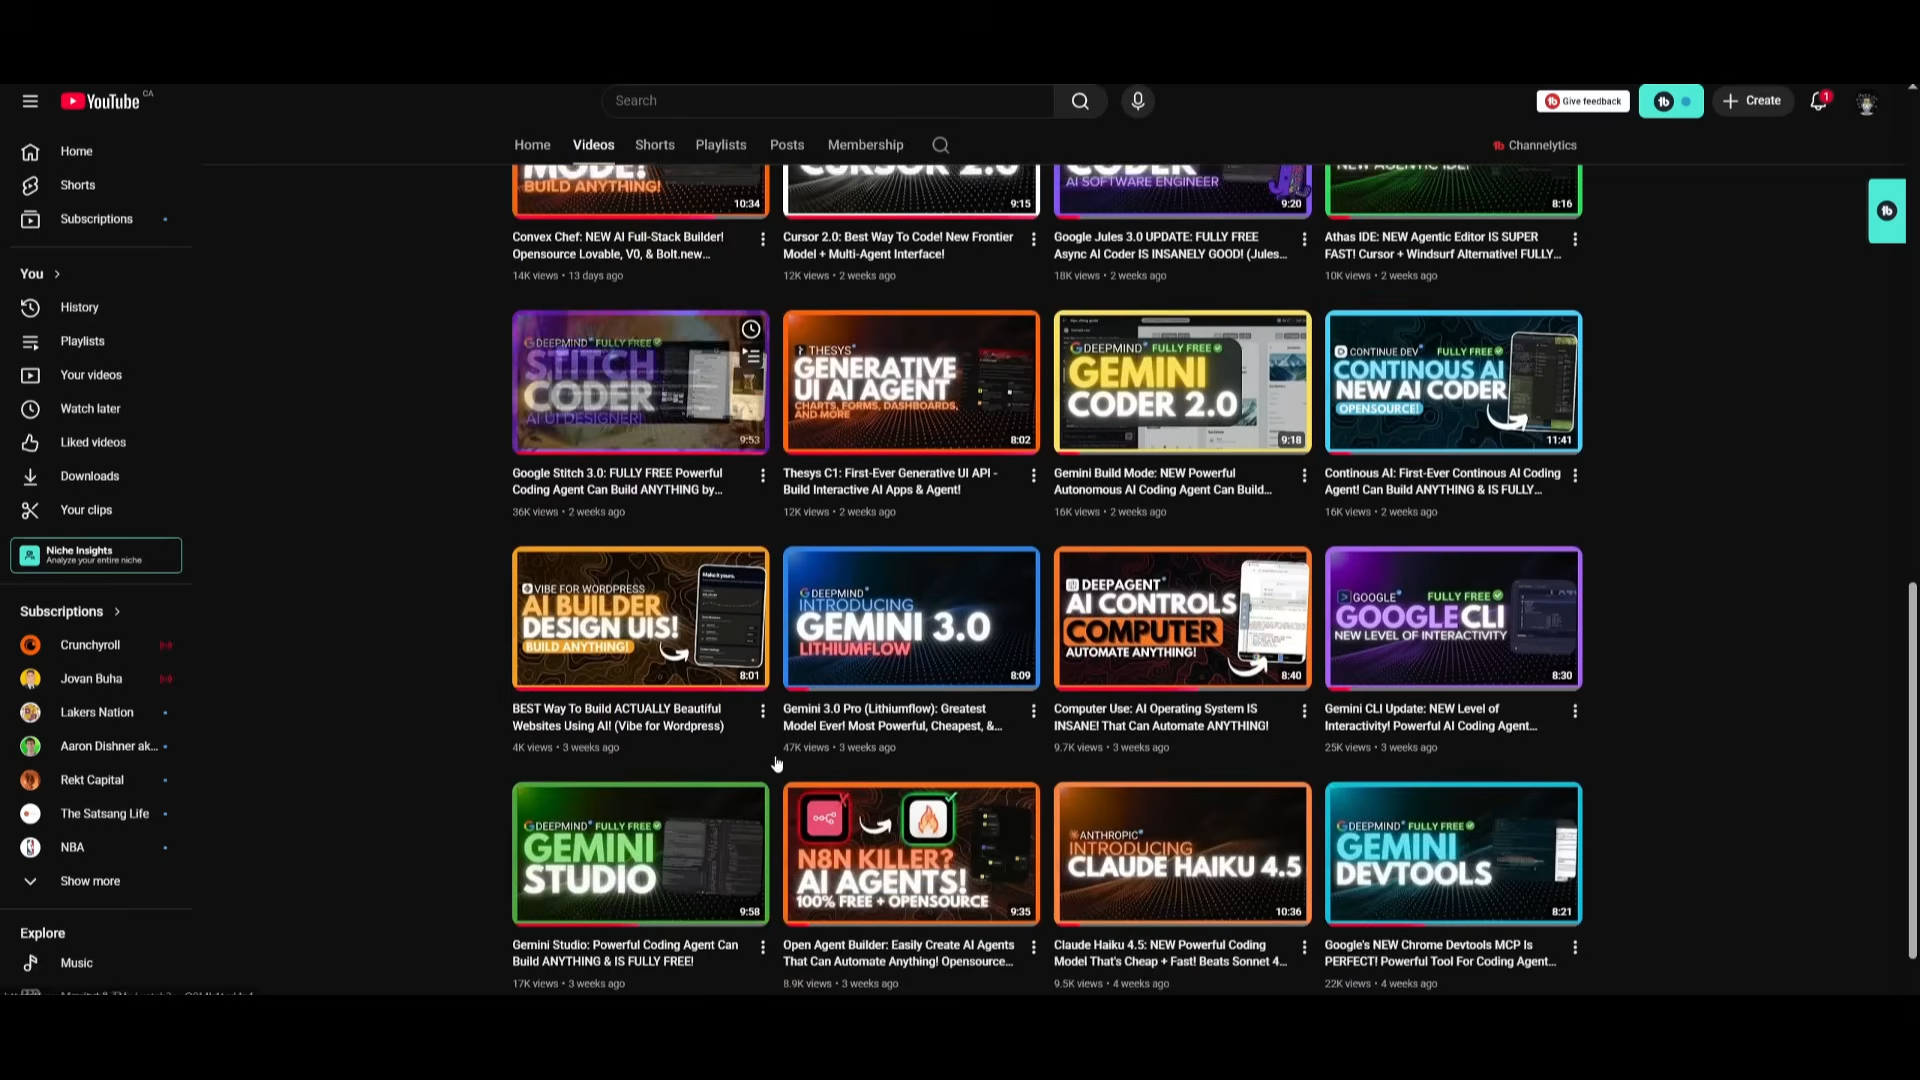 YouTube CA
Search
Give feedback
Create
1
Home
Videos
Shorts
Playlists
Posts
Membership
Channelytics
Home
Shorts
Subscriptions
You
History
Playlists
Your videos
Watch later
Liked videos
Downloads
Your clips
Niche Insights
Analyze your entire niche
Subscriptions
Crunchyroll
Jovan Buha
Lakers Nation
Aaron Dishner ak...
Rekt Capital
The Satsang Life
NBA
Show more
Explore
Music
MODE!
BUILD ANYTHING!
10:34
Convex Chef: NEW AI Full-Stack Builder!
Opensource Lovable, V0, & Bolt.new...
14K views • 13 days ago
CURSOR 2.0
9:15
Cursor 2.0: Best Way To Code! New Frontier
Model + Multi-Agent Interface!
12K views • 2 weeks ago
CODER
AI SOFTWARE ENGINEER
9:20
Google Jules 3.0 UPDATE: FULLY FREE
Async AI Coder IS INSANELY GOOD! (Jules...
18K views • 2 weeks ago
NEW AGENTIC IDE!
8:16
Athas IDE: NEW Agentic Editor IS SUPER
FAST! Cursor + Windsurf Alternative! FULLY...
10K views • 2 weeks ago
DEEPMIND FULLY FREE
STITCH
CODER
AI UI DESIGNER!
9:53
Google Stitch 3.0: FULLY FREE Powerful
Coding Agent Can Build ANYTHING by...
36K views • 2 weeks ago
THESYS
GENERATIVE
UI AI AGENT
CHARTS, FORMS, DASHBOARDS,
AND MORE
8:02
Thesys C1: First-Ever Generative UI API -
Build Interactive AI Apps & Agent!
12K views • 2 weeks ago
DEEPMIND FULLY FREE
GEMINI
CODER 2.0
9:18
Gemini Build Mode: NEW Powerful
Autonomous AI Coding Agent Can Build...
16K views • 2 weeks ago
CONTINUE DEV FULLY FREE
CONTINOUS AI
NEW AI CODER
OPENSOURCE!
11:41
Continous AI: First-Ever Continous AI Coding
Agent! Can Build ANYTHING & IS FULLY...
16K views • 2 weeks ago
VIBE FOR WORDPRESS
AI BUILDER
DESIGN UIS!
BUILD ANYTHING!
Make it yours.
8:01
BEST Way To Build ACTUALLY Beautiful
Websites Using AI! (Vibe for Wordpress)
4K views • 3 weeks ago
DEEPMIND
INTRODUCING
GEMINI 3.0
LITHIUMFLOW
8:09
Gemini 3.0 Pro (Lithiumflow): Greatest
Model Ever! Most Powerful, Cheapest, &...
47K views • 3 weeks ago
DEEPAGENT
AI CONTROLS
COMPUTER
AUTOMATE ANYTHING!
8:40
Computer Use: AI Operating System IS
INSANE! That Can Automate ANYTHING!
9.7K views • 3 weeks ago
GOOGLE FULLY FREE
GOOGLE CLI
NEW LEVEL OF INTERACTIVITY
8:30
Gemini CLI Update: NEW Level of
Interactivity! Powerful AI Coding Agent...
25K views • 3 weeks ago
DEEPMIND FULLY FREE
GEMINI
STUDIO
9:58
Gemini Studio: Powerful Coding Agent Can
Build ANYTHING & IS FULLY FREE!
17K views • 3 weeks ago
N8N KILLER?
AI AGENTS!
100% FREE + OPENSOURCE
9:35
Open Agent Builder: Easily Create AI Agents
That Can Automate Anything! Opensource...
8.9K views • 3 weeks ago
ANTHROPIC
INTRODUCING
CLAUDE HAIKU 4.5
10:36
Claude Haiku 4.5: NEW Powerful Coding
Model That's Cheap + Fast! Beats Sonnet 4...
9.5K views • 4 weeks ago
DEEPMIND FULLY FREE
GEMINI
DEVTOOLS
8:21
Google's NEW Chrome Devtools MCP Is
PERFECT! Powerful Tool For Coding Agent...
22K views • 4 weeks ago